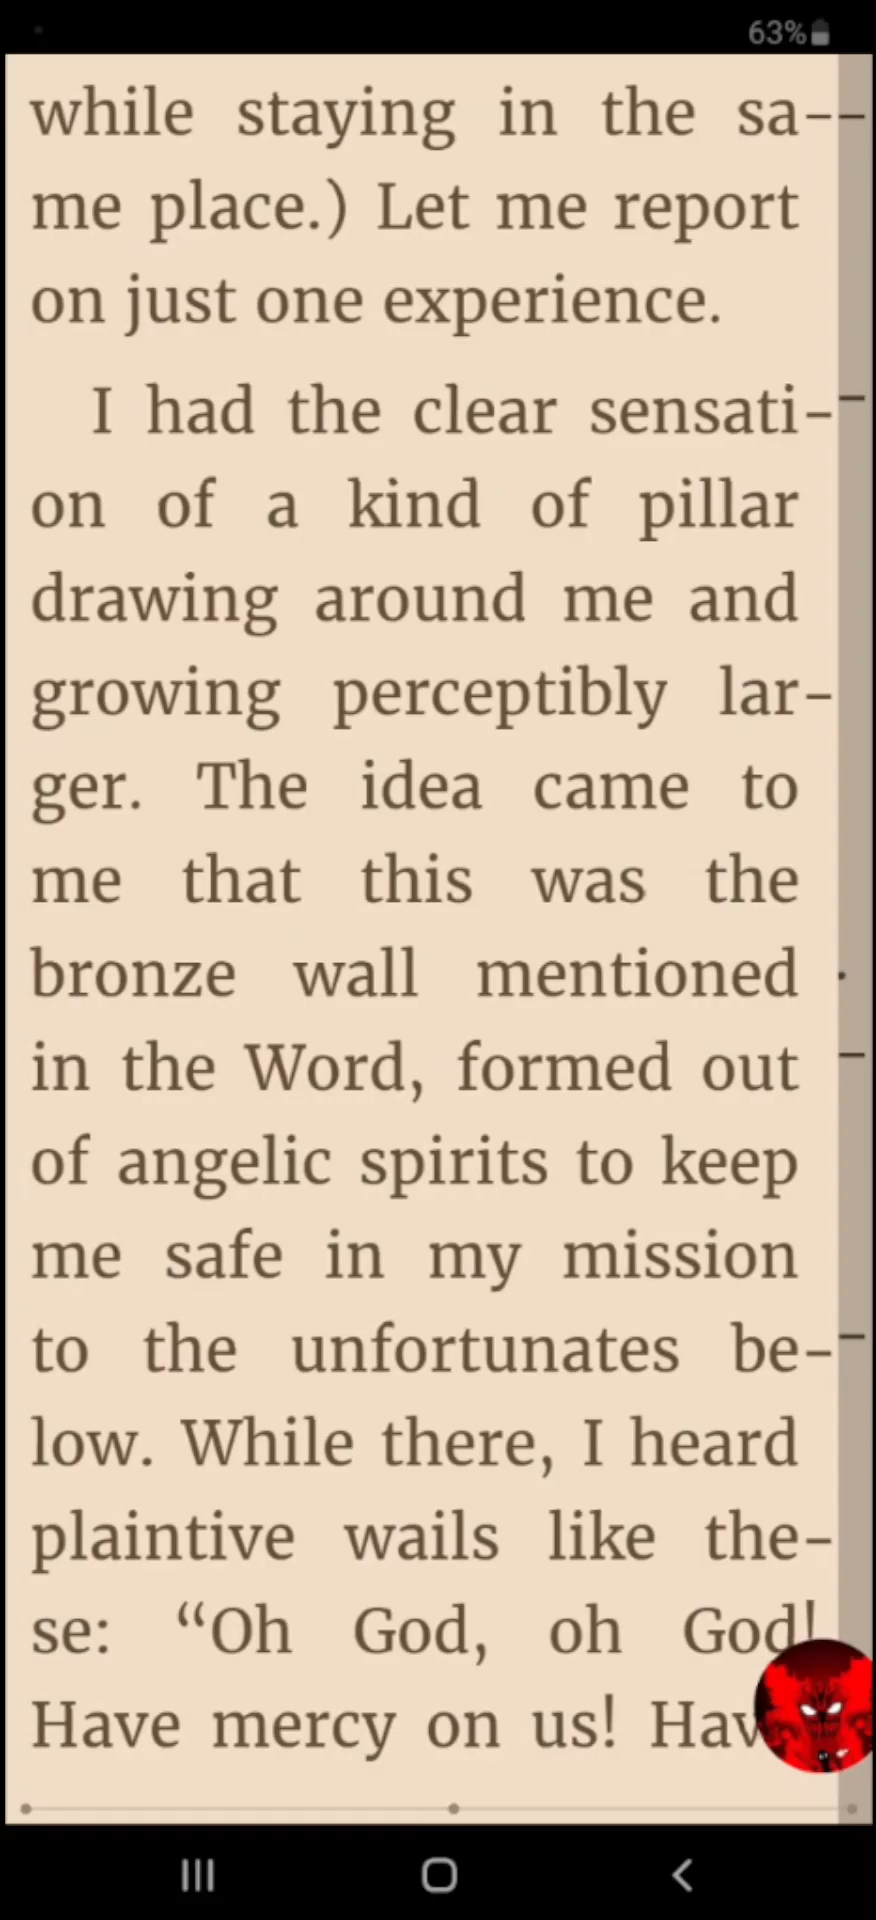 63%
while staying in the sa-
me place.) Let me report
on just one experience.
I had the clear sensati-
on of a kind of pillar
drawing around me and
growing perceptibly lar-
ger. The idea came to
me that this was the
bronze wall mentioned
in the Word, formed out
of angelic spirits to keep
me safe in my mission
to the unfortunates be-
low. While there, I heard
plaintive wails like the-
se: “Oh God, oh God!
Have mercy on us!